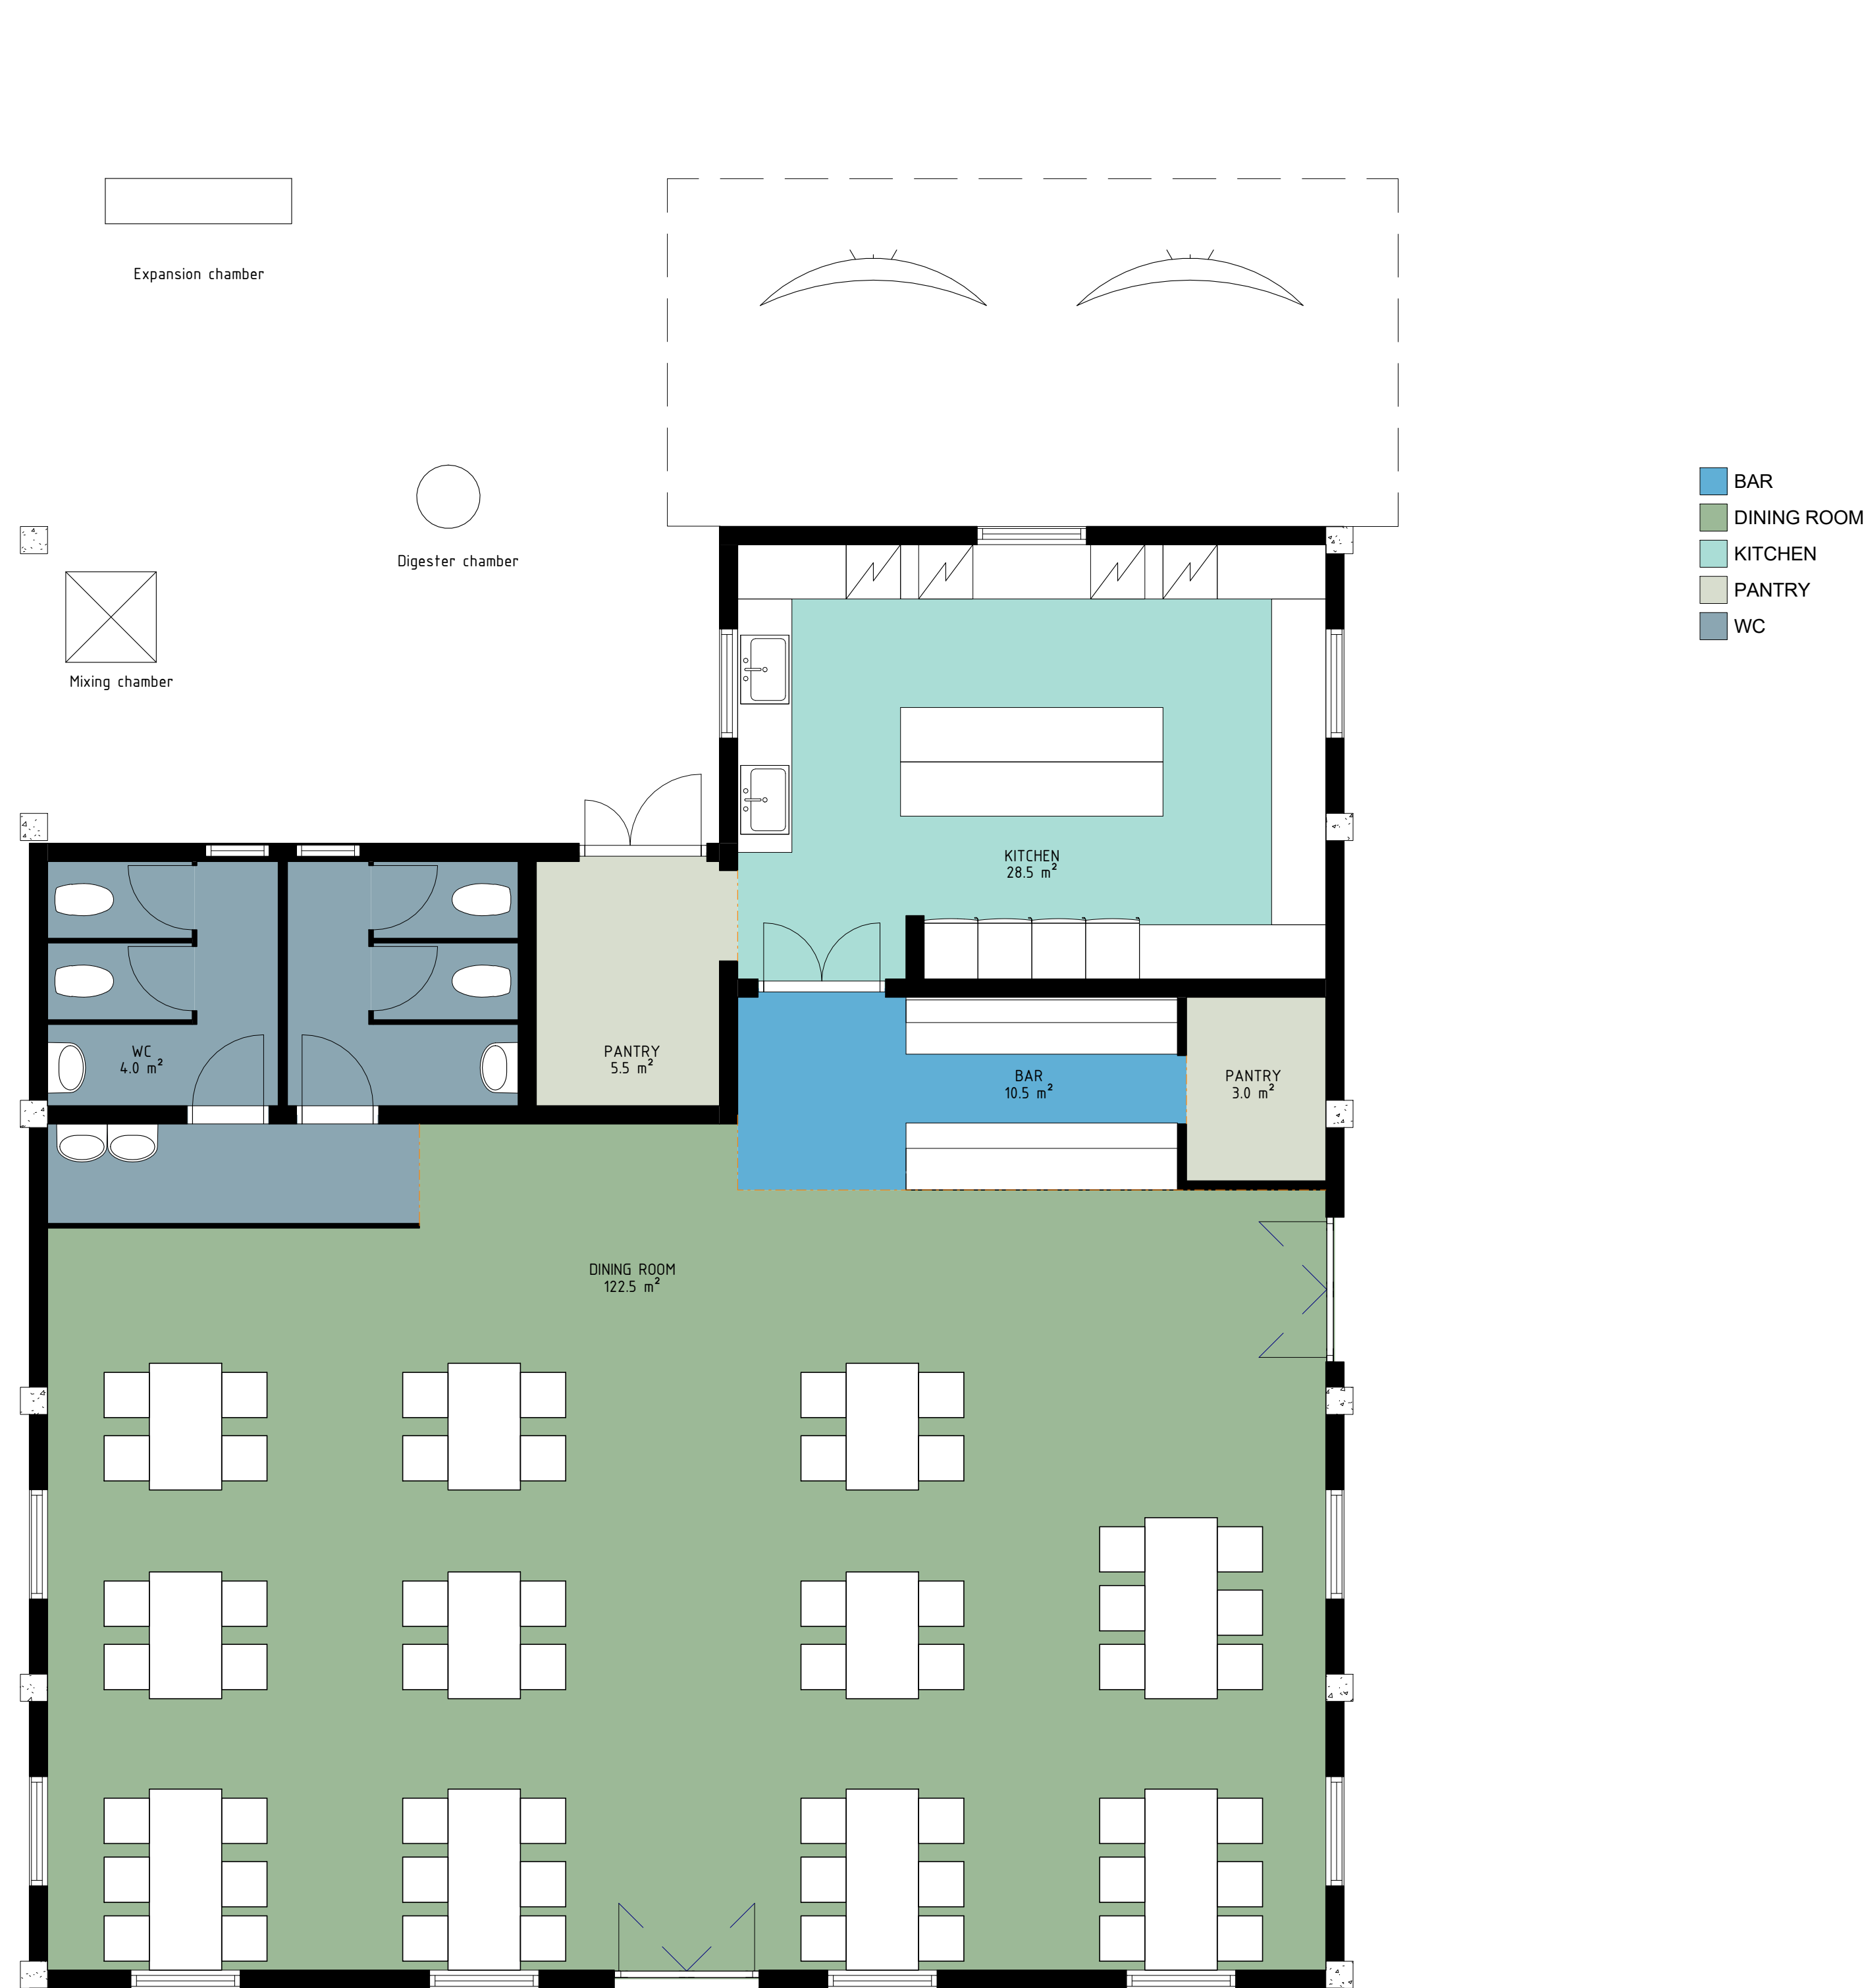 Expansion chamber
BAR
DINING ROOM
KITCHEN
PANTRY
WC
Digester chamber
Mixing chamber
KITCHEN
28.5 m²
WC
4.0 m²
PANTRY
5.5 m²
BAR
10.5 m²
PANTRY
3.0 m²
DINING ROOM
122.5 m²